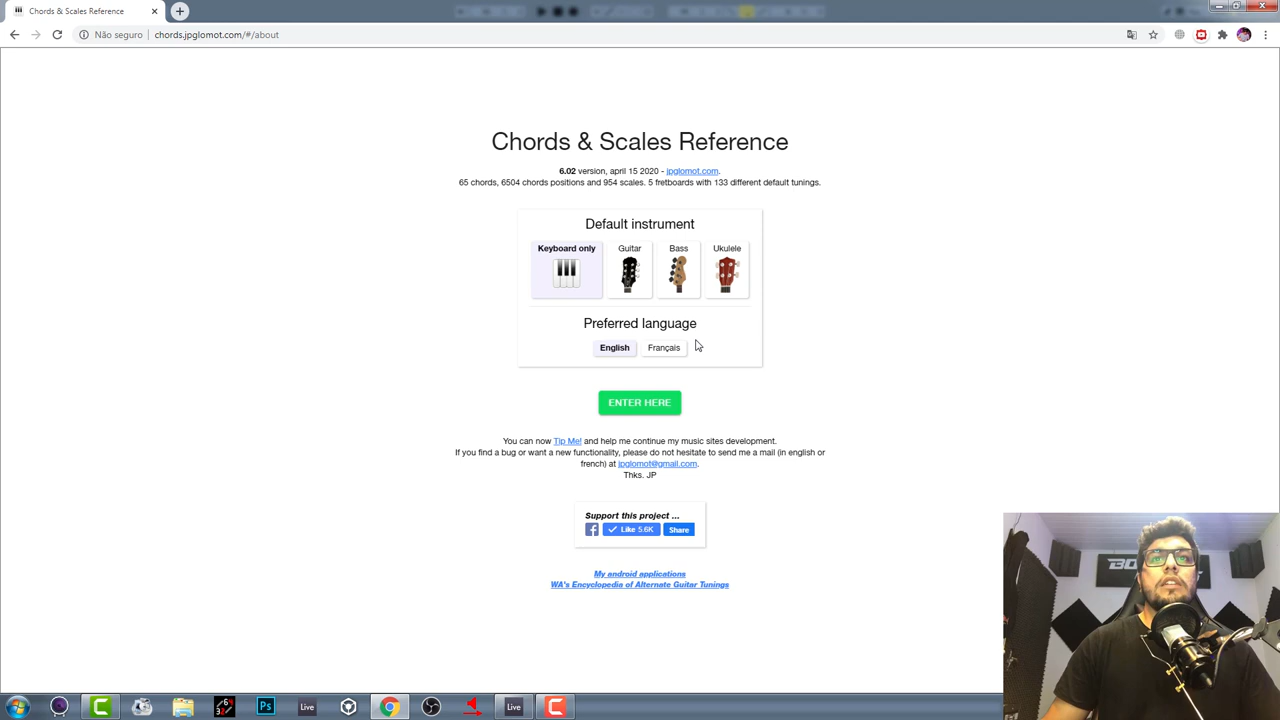 Chords & Scales Reference
Não seguro
chords.jpglomot.com/#/about
Chords & Scales Reference
6.02 version, april 15 2020 - jpglomot.com.
65 chords, 6504 chords positions and 954 scales. 5 fretboards with 133 different default tunings.
Default instrument
Keyboard only
Guitar
Bass
Ukulele
Preferred language
English
Français
ENTER HERE
You can now Tip Me! and help me continue my music sites development.
If you find a bug or want a new functionality, please do not hesitate to send me a mail (in english or
french) at jpglomot@gmail.com.
Thks. JP
Support this project ...
Like 5.6K
Share
My android applications
WA's Encyclopedia of Alternate Guitar Tunings
Ps
Live
Live